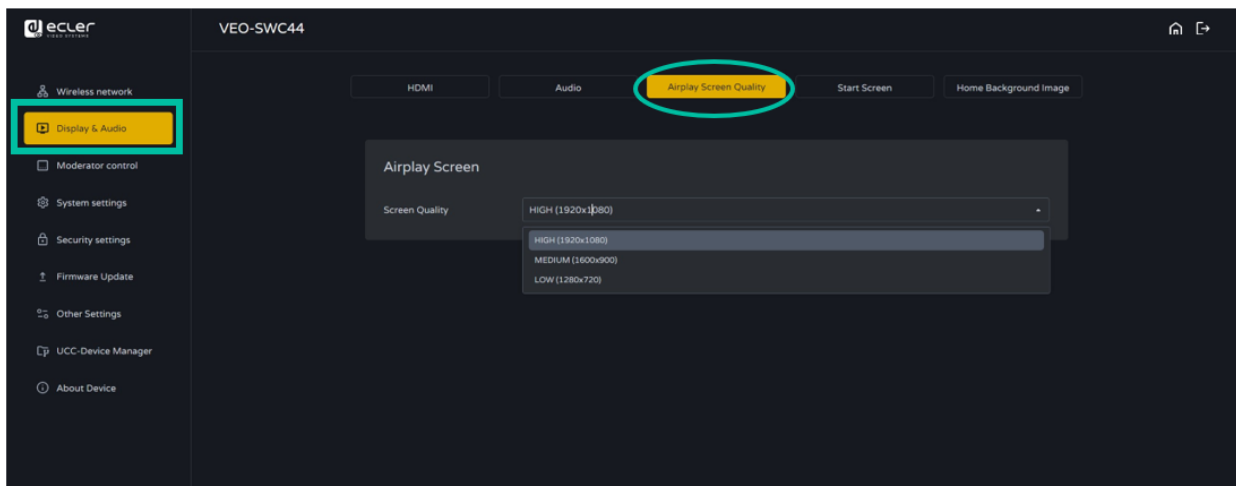 ecler
VIDEO SYSTEMS
VEO-SWC44
Wireless network
Display & Audio
Moderator control
System settings
Security settings
Firmware Update
Other Settings
UCC-Device Manager
About Device
HDMI
Audio
Airplay Screen Quality
Start Screen
Home Background Image
Airplay Screen
Screen Quality
HIGH (1920x1080)
HIGH (1920x1080)
MEDIUM (1600x900)
LOW (1280x720)